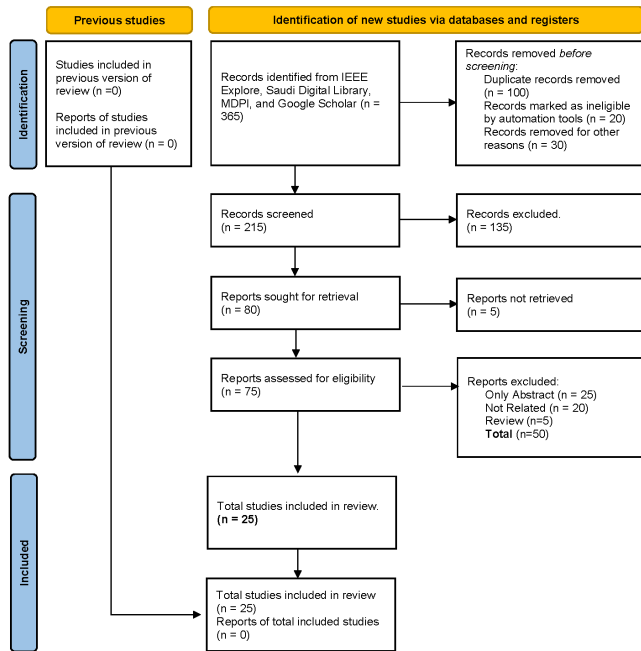 Previous studies
Identification of new studies via databases and registers
Identification
Studies included in
previous version of
review (n =0)
Reports of studies
included in previous
version of review (n = 0)
Records identified from IEEE
Explore, Saudi Digital Library,
MDPI, and Google Scholar (n =
365)
Records removed before
screening:
Duplicate records removed
(n = 100)
Records marked as ineligible
by automation tools (n = 20)
Records removed for other
reasons (n = 30)
Screening
Records screened
(n = 215)
Records excluded.
(n = 135)
Reports sought for retrieval
(n = 80)
Reports not retrieved
(n = 5)
Reports assessed for eligibility
(n = 75)
Reports excluded:
Only Abstract (n = 25)
Not Related (n = 20)
Review (n=5)
Total (n=50)
Included
Total studies included in review.
(n = 25)
Total studies included in review
(n = 25)
Reports of total included studies
(n = 0)